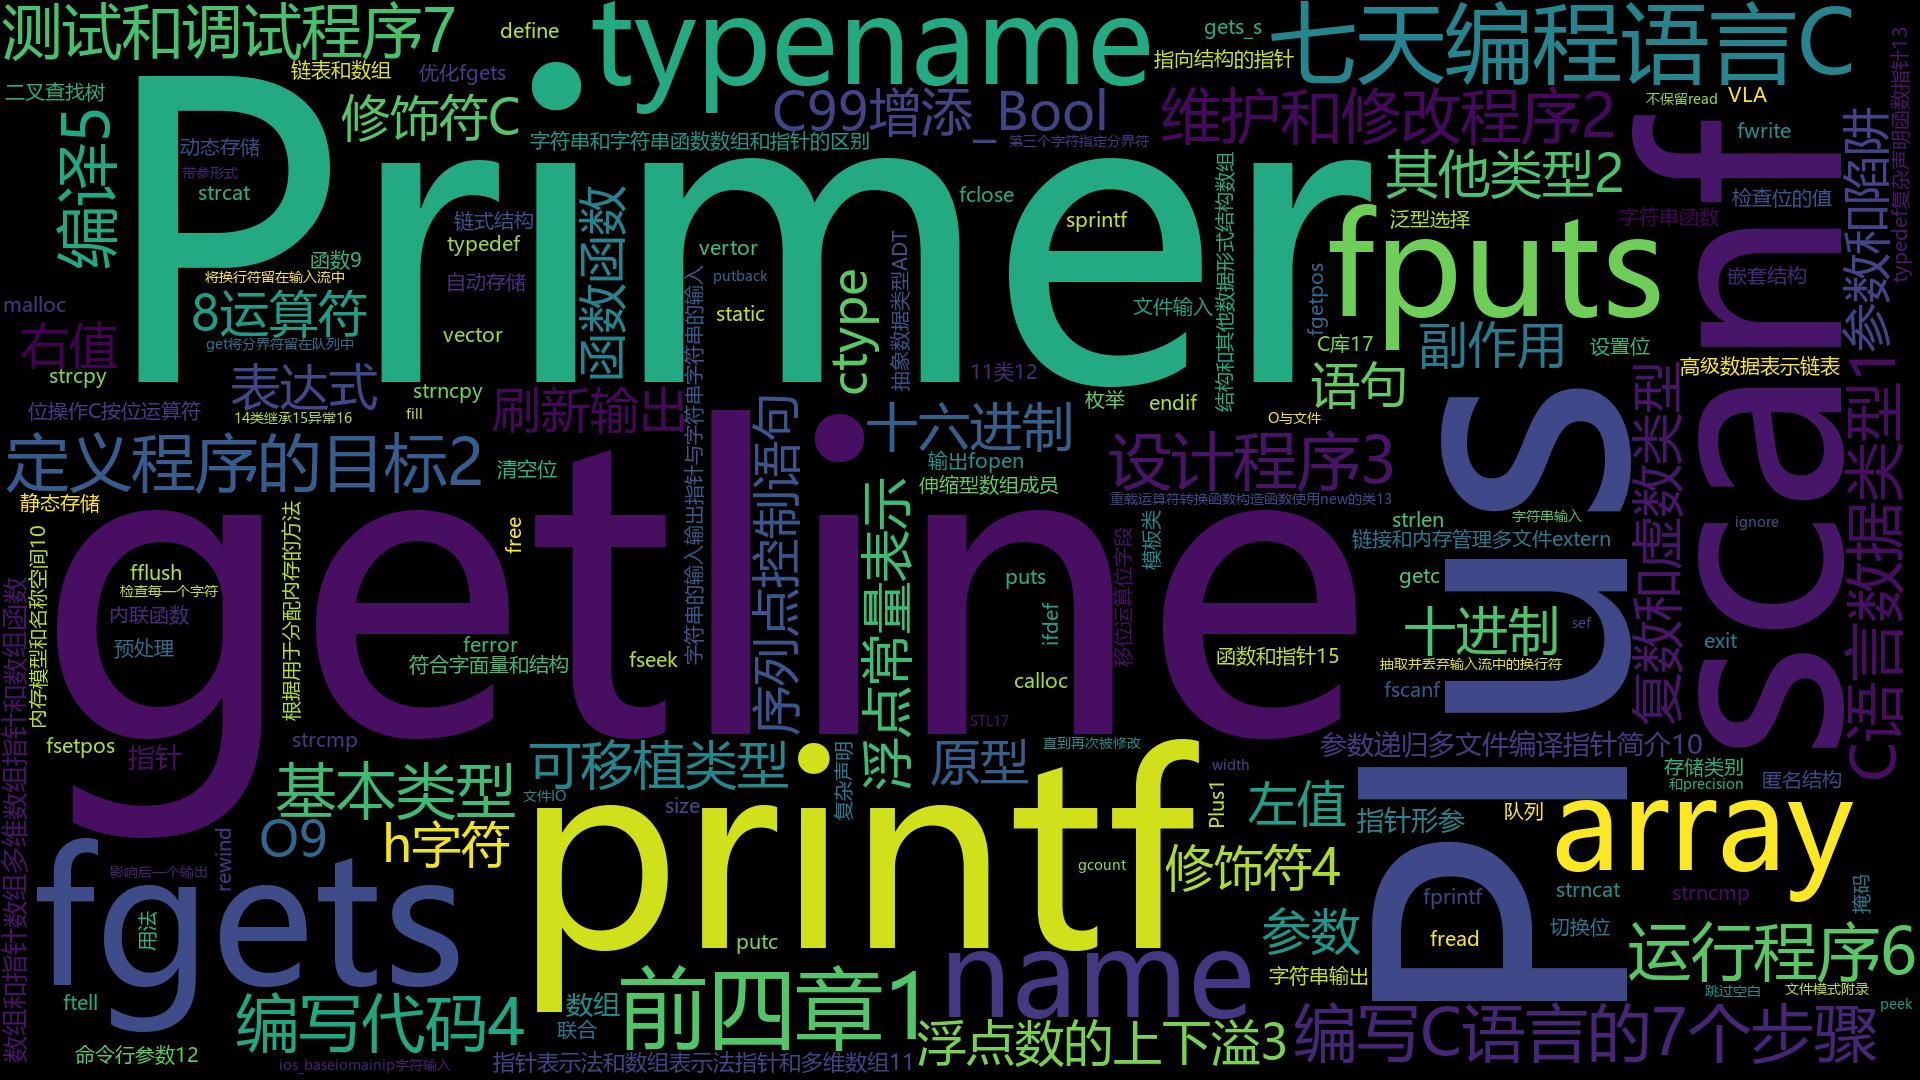 测试和调试程序7
define
typename
gets_s
七天编程语言C
链表和数组
优化fgets
指向结构的指针
二叉查找树
修饰符C
C99增添_Bool
维护和修改程序2
不保留read
VLA
typedef复杂声明函数指针13
编译5
动态存储
字符串和字符串函数数组和指针的区别
第三个字符指定分界符
fwrite
参数和陷阱
Primer
带参形式
strcat
函数函数
fclose
结构和其他数据形式结构数组
其他类型2
检查位的值
链式结构
sprintf
泛型选择
字符串函数
typedef
vertor
抽象数据类型ADT
fputs
函数9
将换行符留在输入流中
自动存储
putback
ctype
fgetpos
嵌套结构
malloc
8运算符
static
文件输入
scanf
右值
get将分界符留在队列中
vector
C库17
副作用
设置位
strcpy
表达式
strncpy
11类12
语句
高级数据表示链表
位操作C按位运算符
14类继承15异常16
fill
刷新输出
字符串的输入输出指针与字符串字符串的输入
枚举
endif
O与文件
Plus
复数和虚数类型
C语言数据类型1
定义程序的目标2
清空位
序列点控制语句
十六进制
输出fopen
伸缩型数组成员
设计程序3
重载运算符转换函数构造函数使用new的类13
静态存储
getline
内存模型和名称空间10
根据用于分配内存的方法
free
浮点常量表示
移位运算位字段
模板类
strlen
字符串输入
ignore
链接和内存管理多文件extern
fflush
检查每一个字符
内联函数
puts
ifdef
getc
十进制
sef
exit
预处理
ferror
符合字面量和结构
fseek
函数和指针15
抽取并丢弃输入流中的换行符
calloc
fscanf
数组和指针数组多维数组指针和数组函数
fsetpos
指针
strcmp
可移植类型
复杂声明
STL17
原型
直到再次被修改
参数递归多文件编译指针简介10
基本类型
文件IO
size
width
存储类别
和precision
匿名结构
O9
rewind
h字符
printf
Plus1
左值
指针形参
队列
array
fgets
影响后一个输出
gcount
修饰符4
fprintf
strncat
strncmp
掩码
用法
putc
参数
fread
切换位
运行程序6
前四章1
name
字符串输出
跳过空白
文件模式附录
ftell
编写代码4
数组
联合
peek
命令行参数12
ios_baseiomainip字符输入
指针表示法和数组表示法指针和多维数组11
浮点数的上下溢3
编写C语言的7个步骤